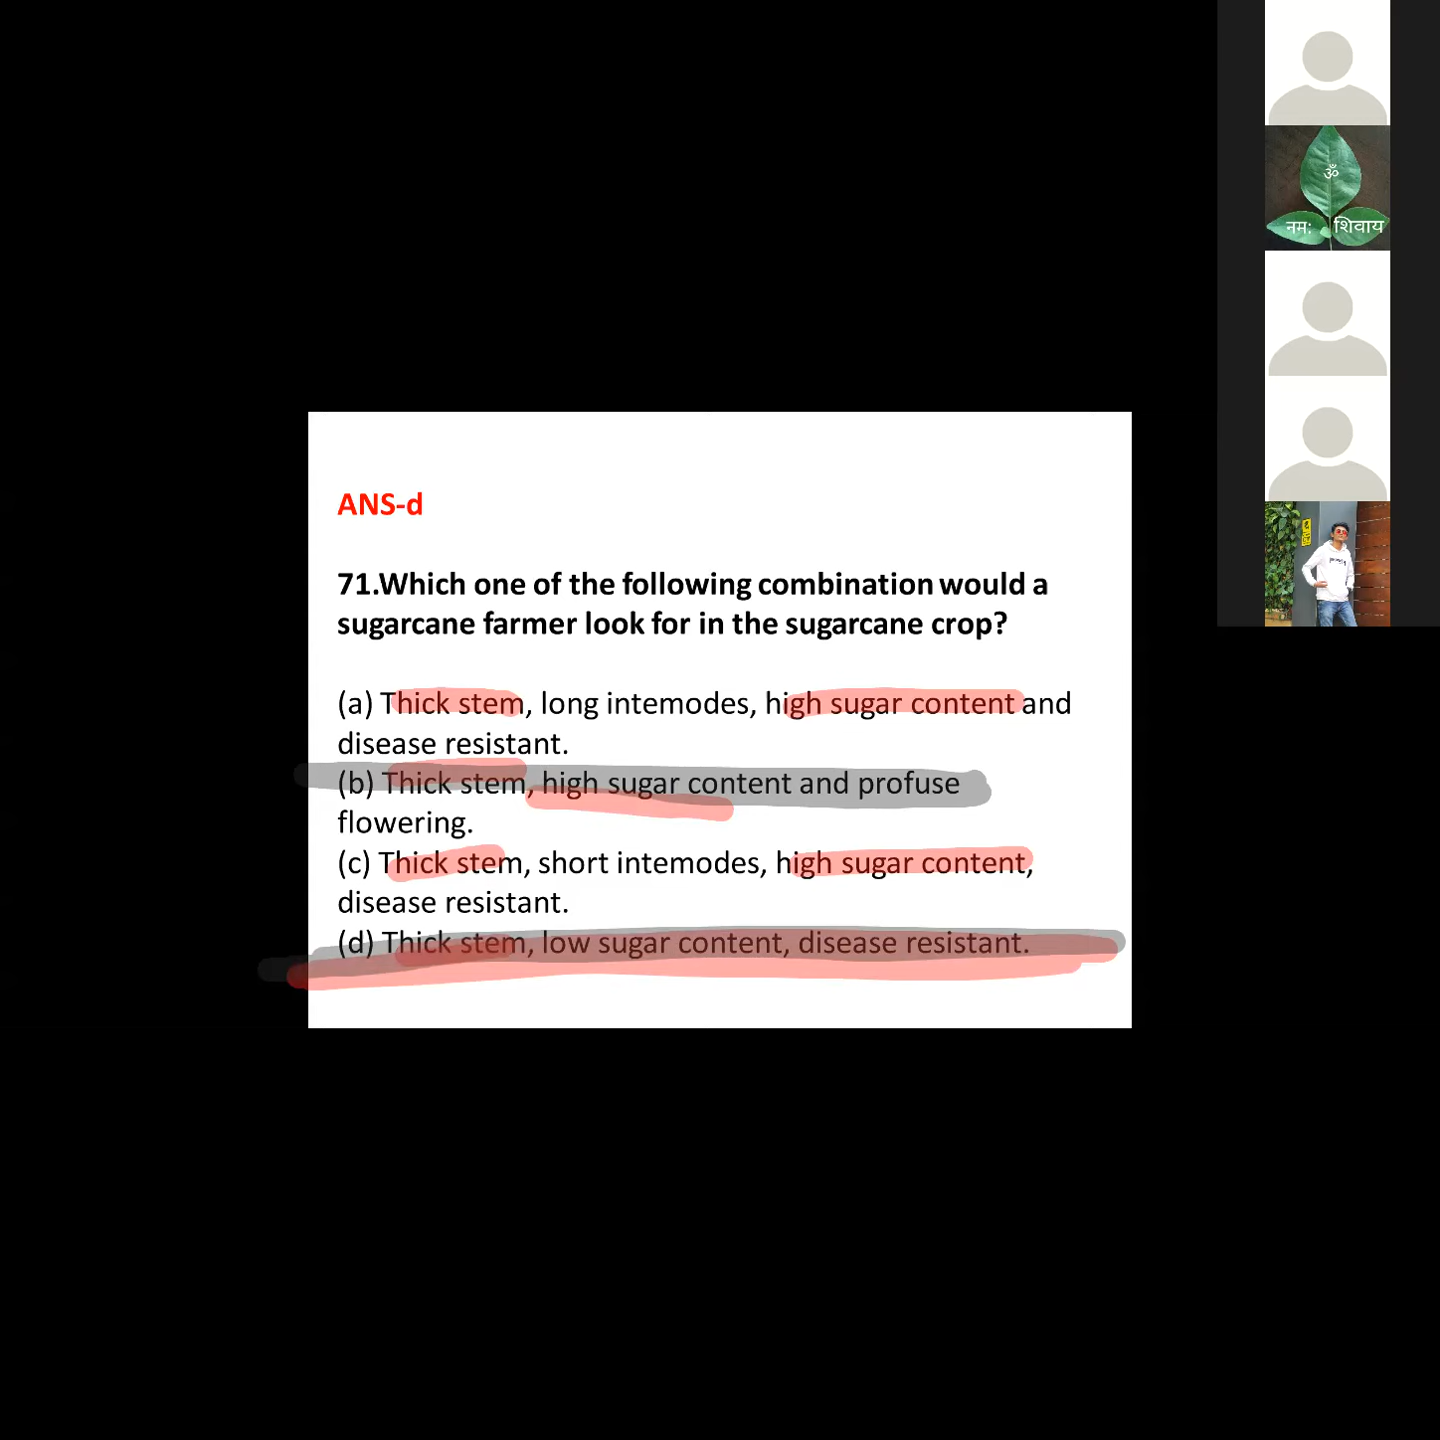 ANS-d
71.Which one of the following combination would a
sugarcane farmer look for in the sugarcane crop?
(a) Thick stem, long intemodes, high sugar content and
disease resistant.
(b) Thick stem, high sugar content and profuse
flowering.
(c) Thick stem, short intemodes, high sugar content,
disease resistant.
(d) Thick stem, low sugar content, disease resistant.
ॐ
नम: शिवाय